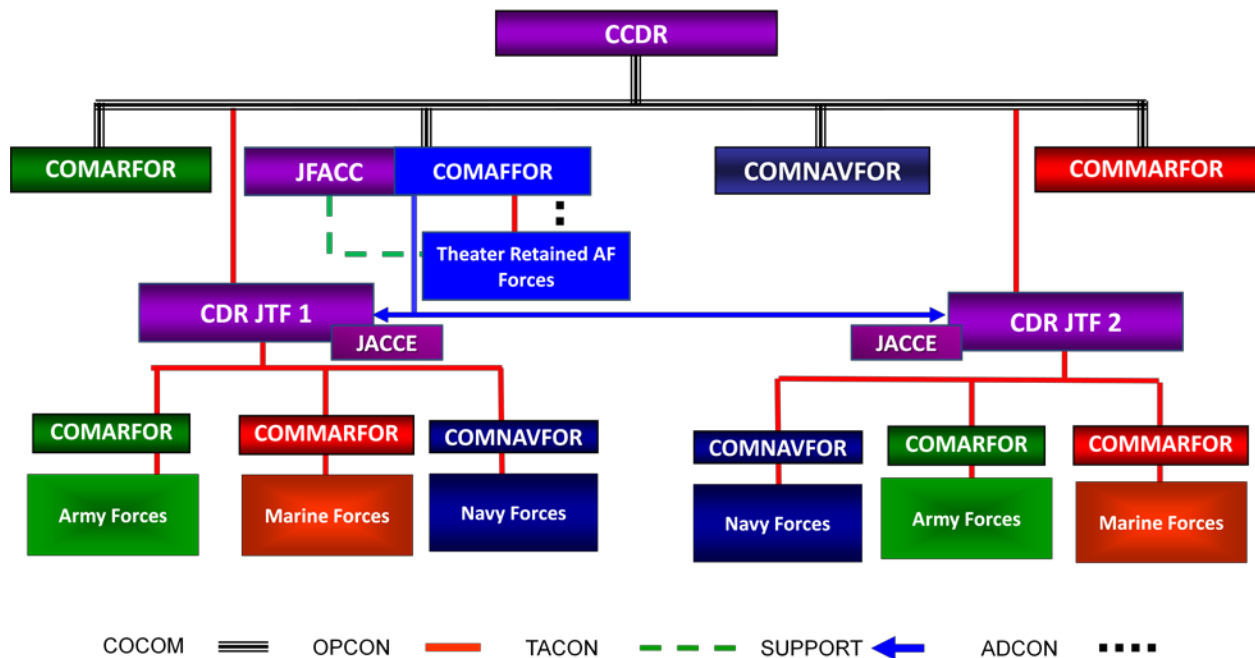 CCDR
COMARFOR
JFACC
COMAFFOR
COMNAVFOR
COMMARFOR
Theater Retained AF
Forces
CDR JTF 1
CDR JTF 2
JACCE
JACCE
COMARFOR
COMMARFOR
COMNAVFOR
COMNAVFOR
COMARFOR
COMMARFOR
Army Forces
Marine Forces
Navy Forces
Navy Forces
Army Forces
Marine Forces
COCOM OPCON TACON SUPPORT ADCON